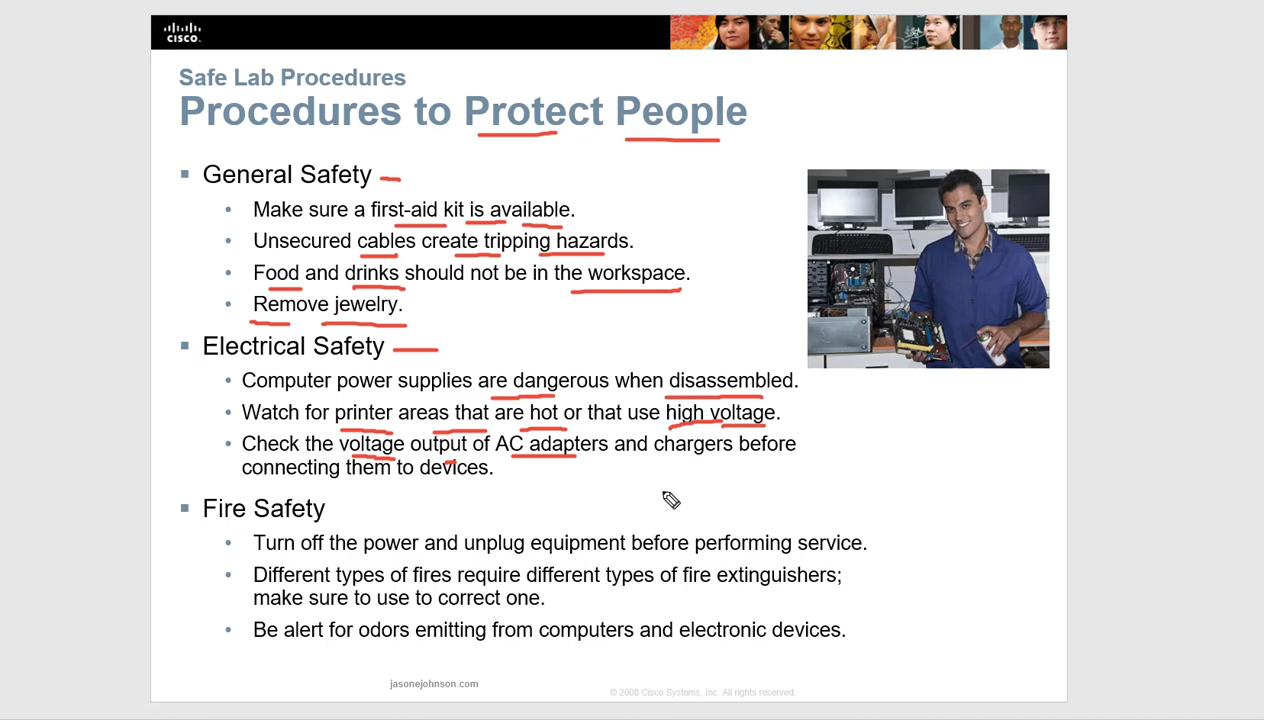 CISCO.
Safe Lab Procedures
Procedures to Protect People
General Safety
Make sure a first-aid kit is available.
Unsecured cables create tripping hazards.
Food and drinks should not be in the workspace.
Remove jewelry.
Electrical Safety
Computer power supplies are dangerous when disassembled.
Watch for printer areas that are hot or that use high voltage.
Check the voltage output of AC adapters and chargers before
connecting them to devices.
Fire Safety
Turn off the power and unplug equipment before performing service.
Different types of fires require different types of fire extinguishers;
make sure to use to correct one.
Be alert for odors emitting from computers and electronic devices.
jasonejohnson.com
© 2008 Cisco Systems, Inc. All rights reserved.